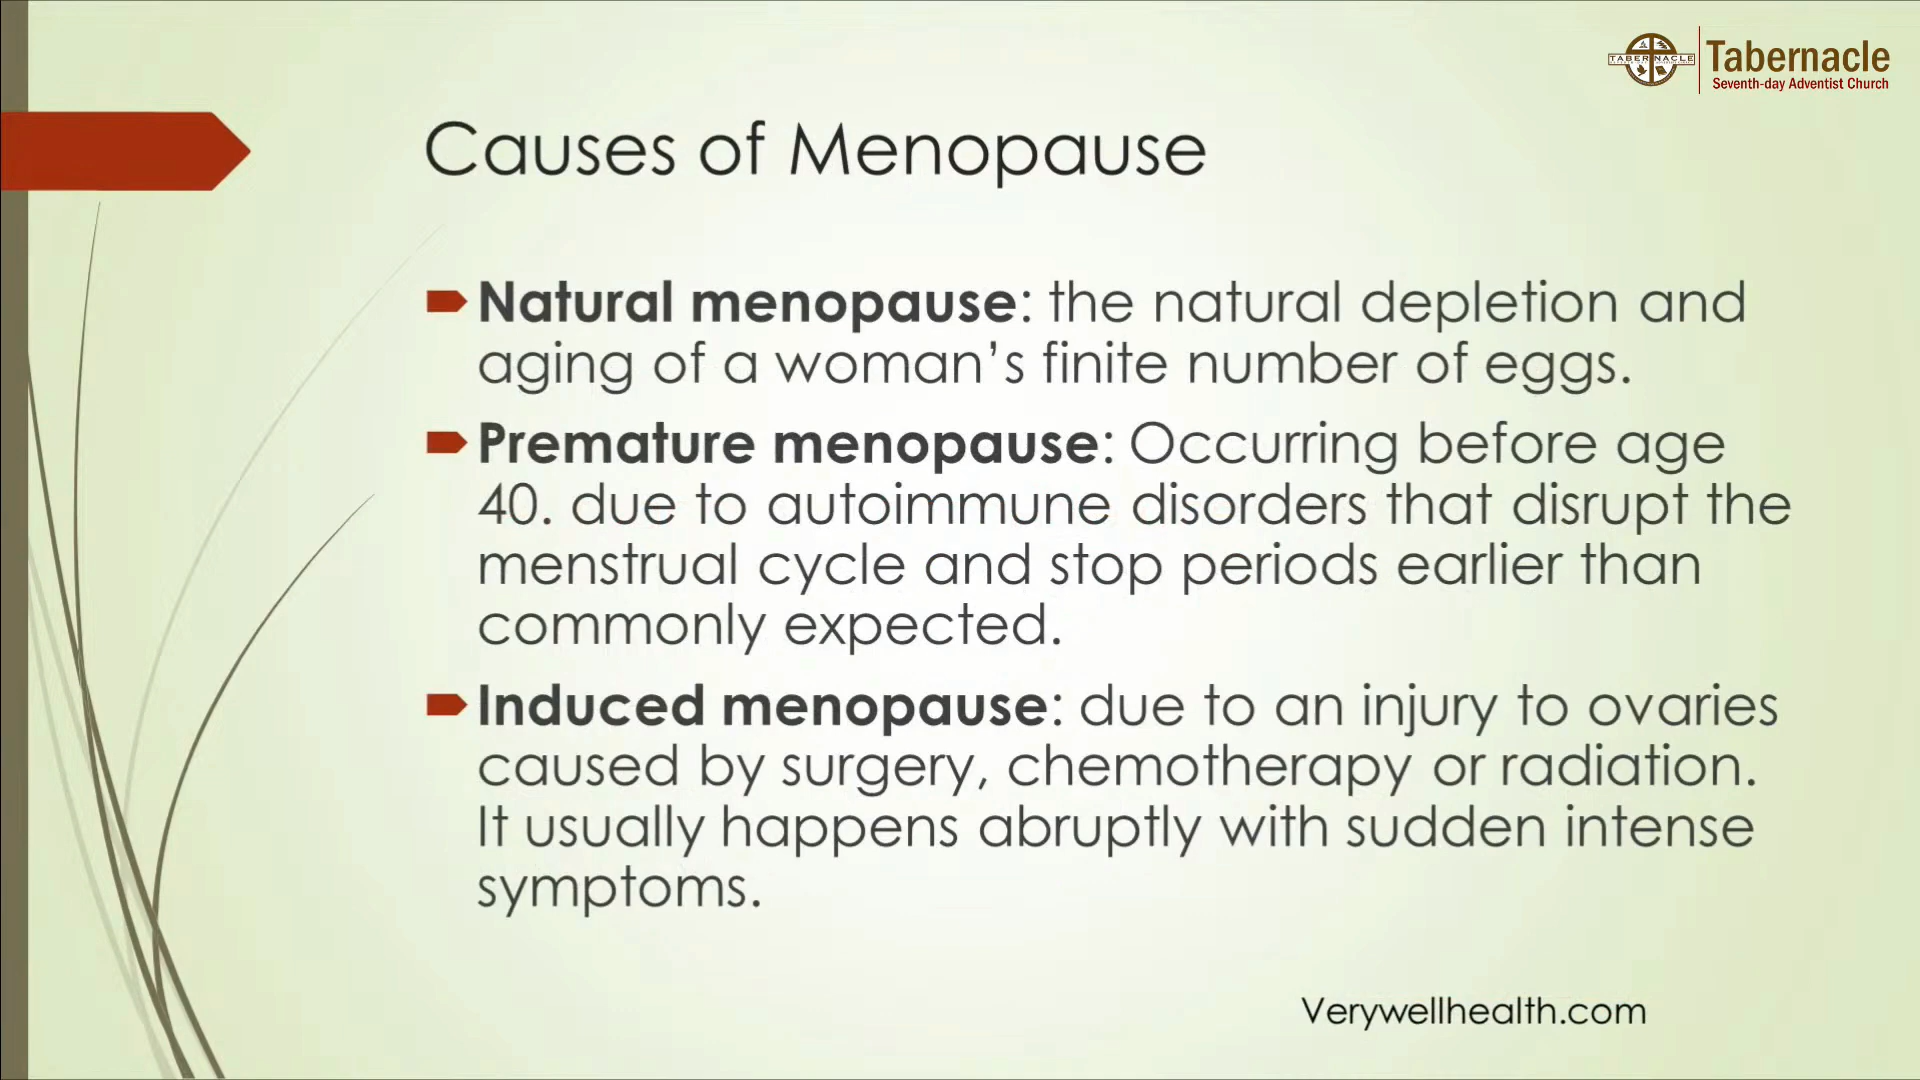 TABERNACLE
Tabernacle
Seventh-day Adventist Church
Causes of Menopause
Natural menopause: the natural depletion and
aging of a woman’s finite number of eggs.
Premature menopause: Occurring before age
40. due to autoimmune disorders that disrupt the
menstrual cycle and stop periods earlier than
commonly expected.
Induced menopause: due to an injury to ovaries
caused by surgery, chemotherapy or radiation.
It usually happens abruptly with sudden intense
symptoms.
Verywellhealth.com